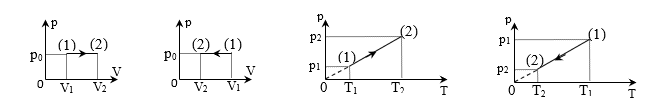 p
(1) (2)
p0
0 V1 V2 V
p
(2) (1)
p0
0 V2 V1 V
p
p2 (2)
(1)
p1
0 T1 T2 T
p
p1 (1)
(2)
p2
0 T2 T1 T